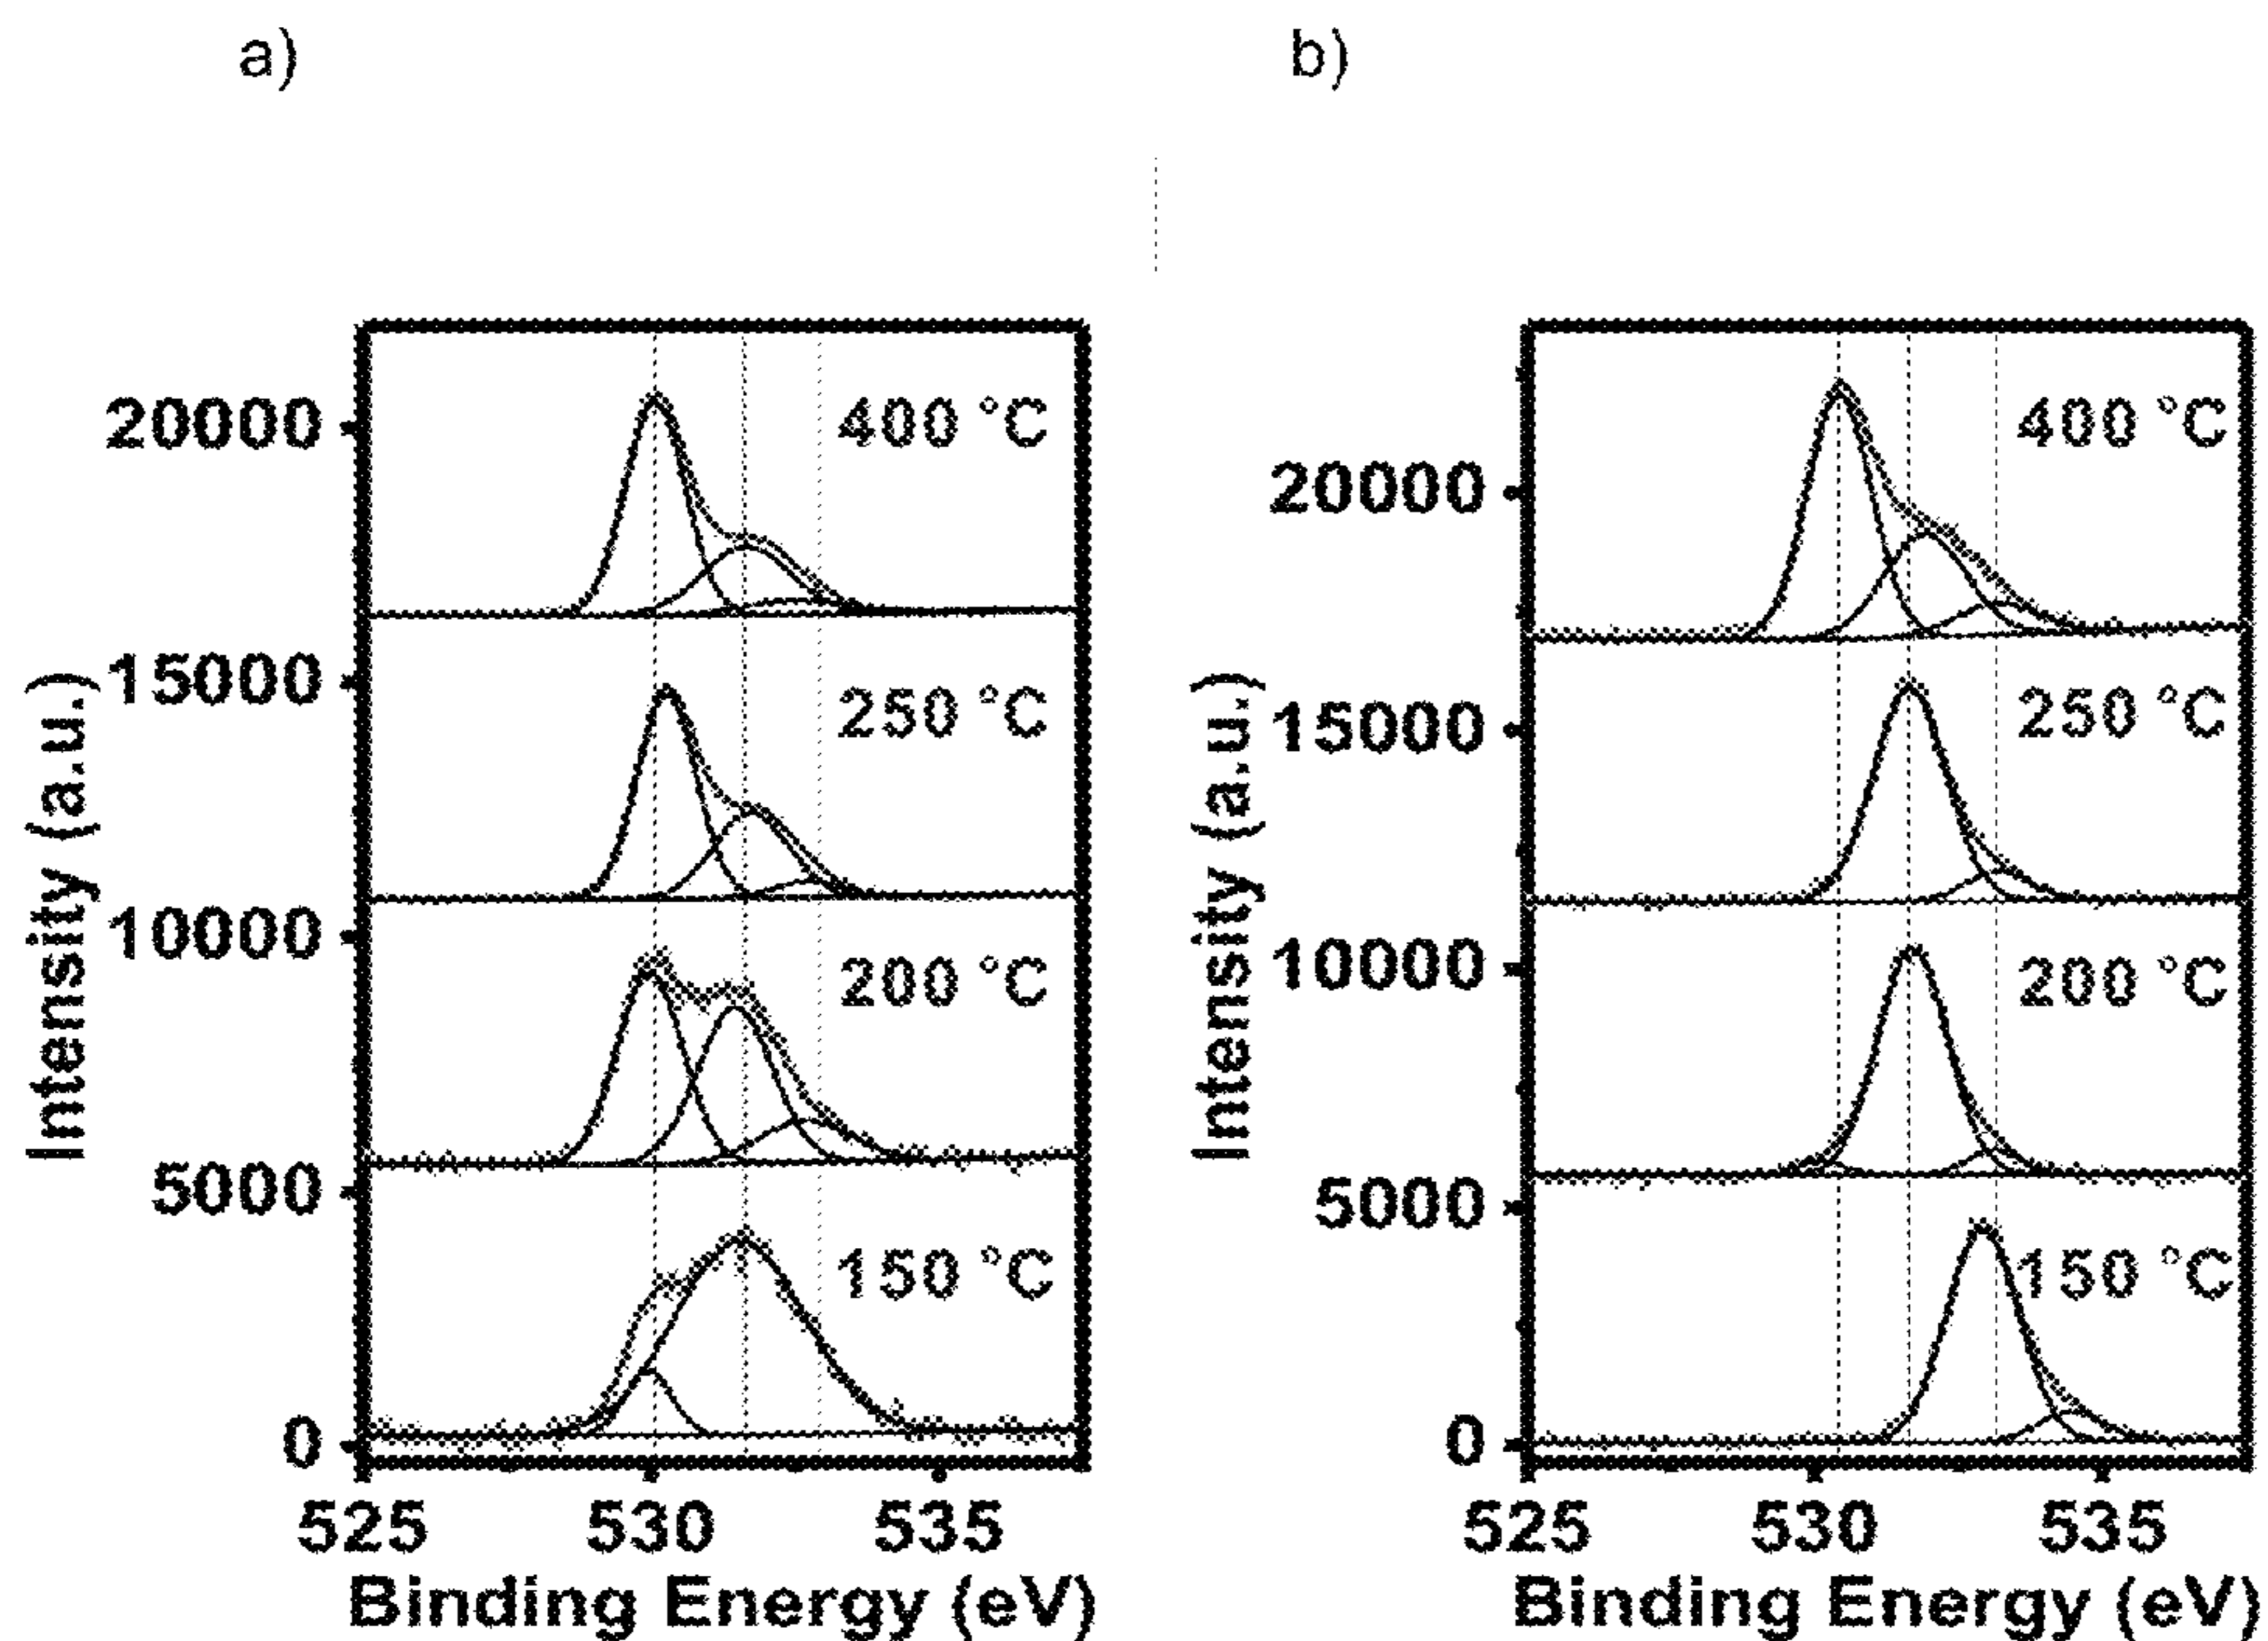 a)
Intensity (a.u.)
20000
15000
10000
5000
0
400 °C
250 °C
200 °C
150 °C
525 530 535
Binding Energy (eV)
b)
Intensity (a.u.)
20000
15000
10000
5000
0
400 °C
250 °C
200 °C
150 °C
525 530 535
Binding Energy (eV)